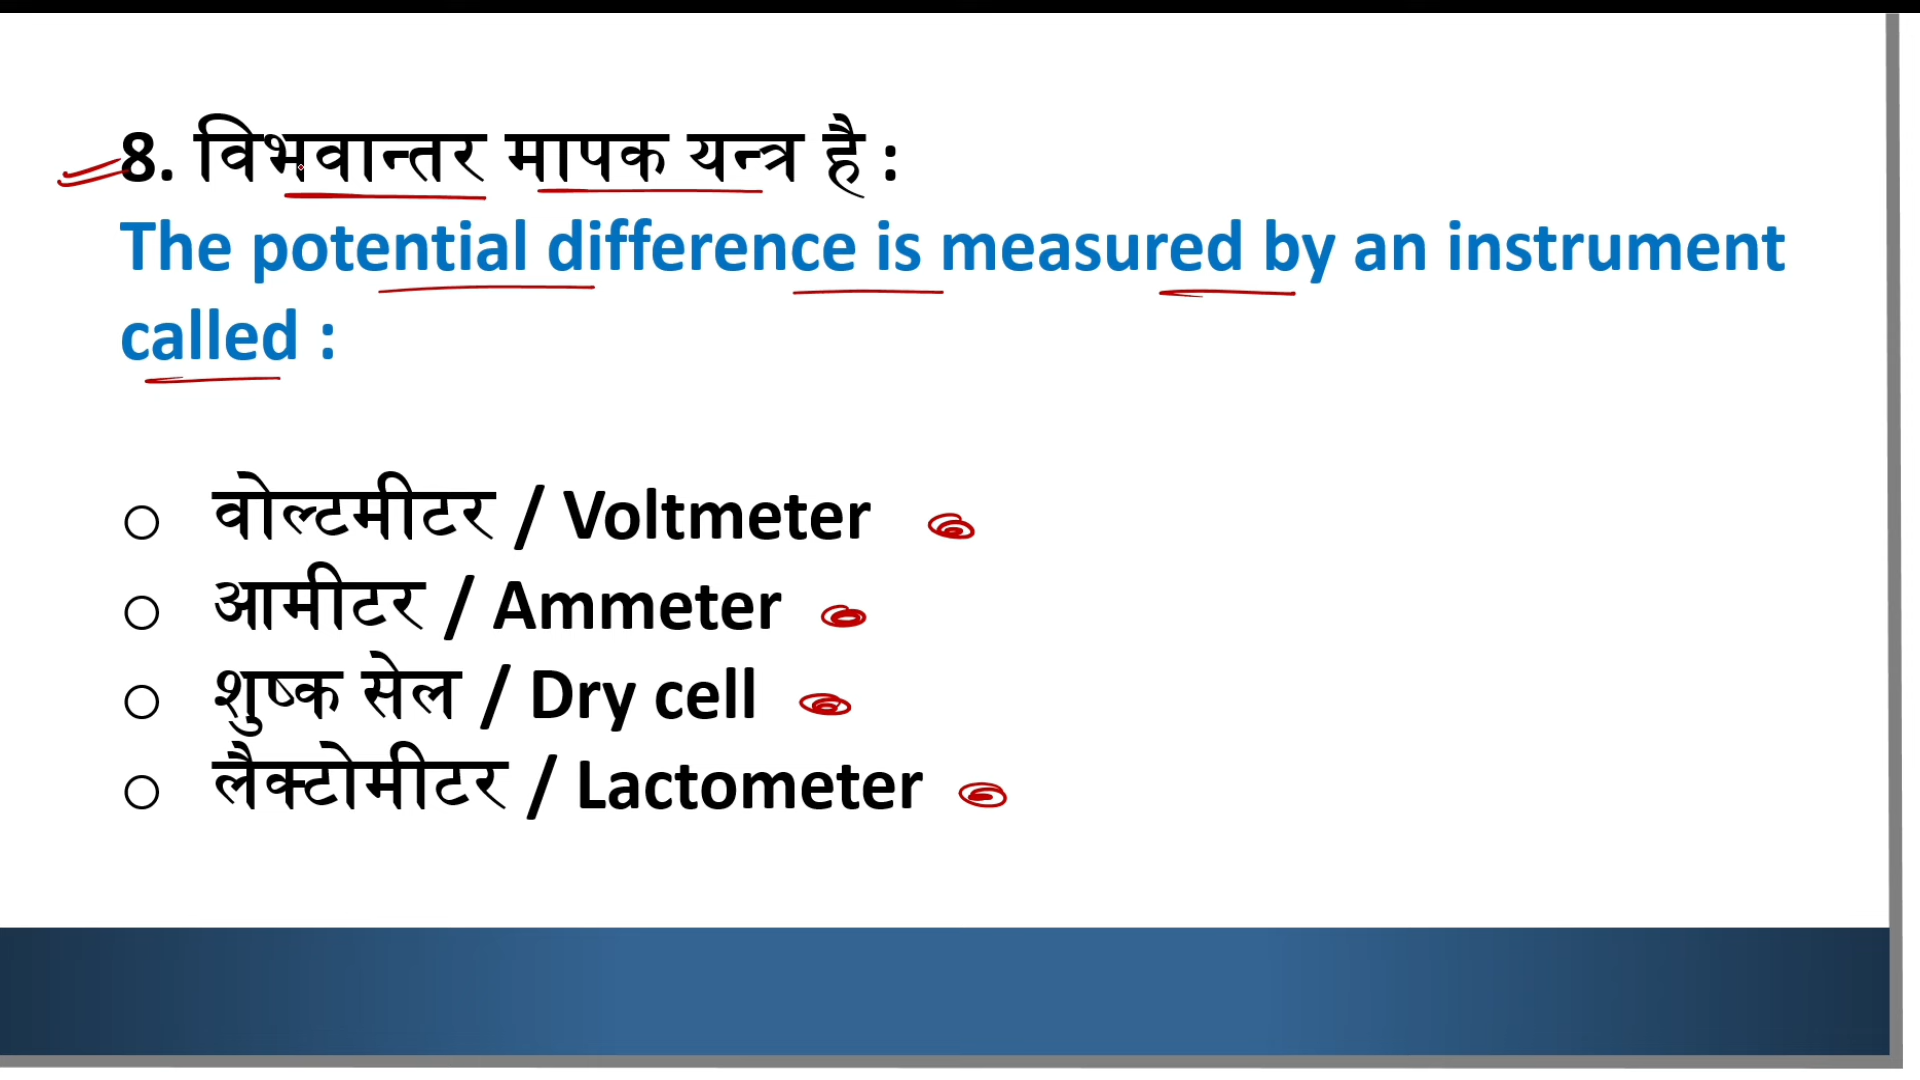 8. विभवान्तर मापक यन्त्र है :
The potential difference is measured by an instrument
called :
वोल्टमीटर / Voltmeter
आमीटर / Ammeter
शुष्क सेल / Dry cell
लैक्टोमीटर / Lactometer